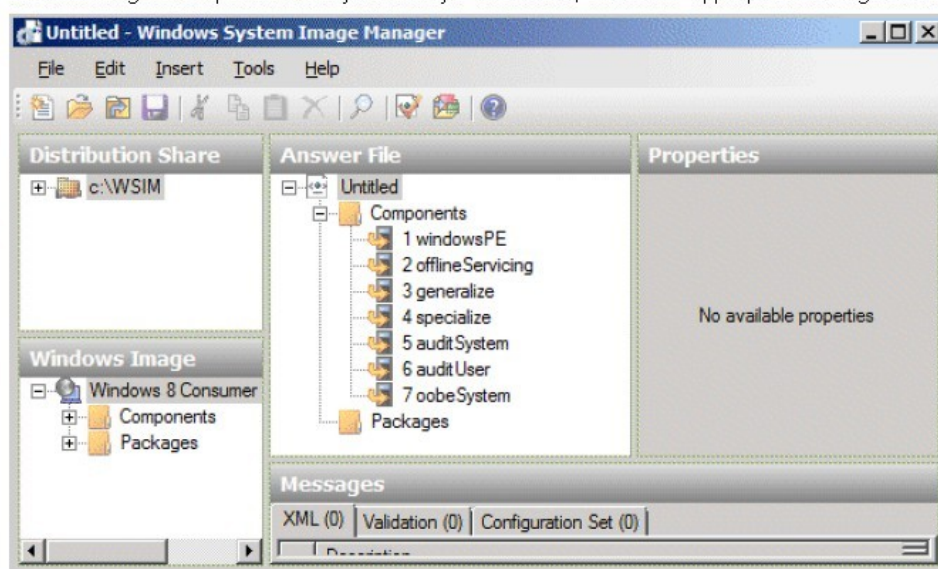 Untitled - Windows System Image Manager
File Edit Insert Tools Help
Distribution Share
c:\WSIM
Windows Image
Windows 8 Consumer
Components
Packages
Answer File
Untitled
Components
1 windowsPE
2 offlineServicing
3 generalize
4 specialize
5 auditSystem
6 auditUser
7 oobeSystem
Packages
Properties
No available properties
Messages
XML (0) Validation (0) Configuration Set (0)
Description